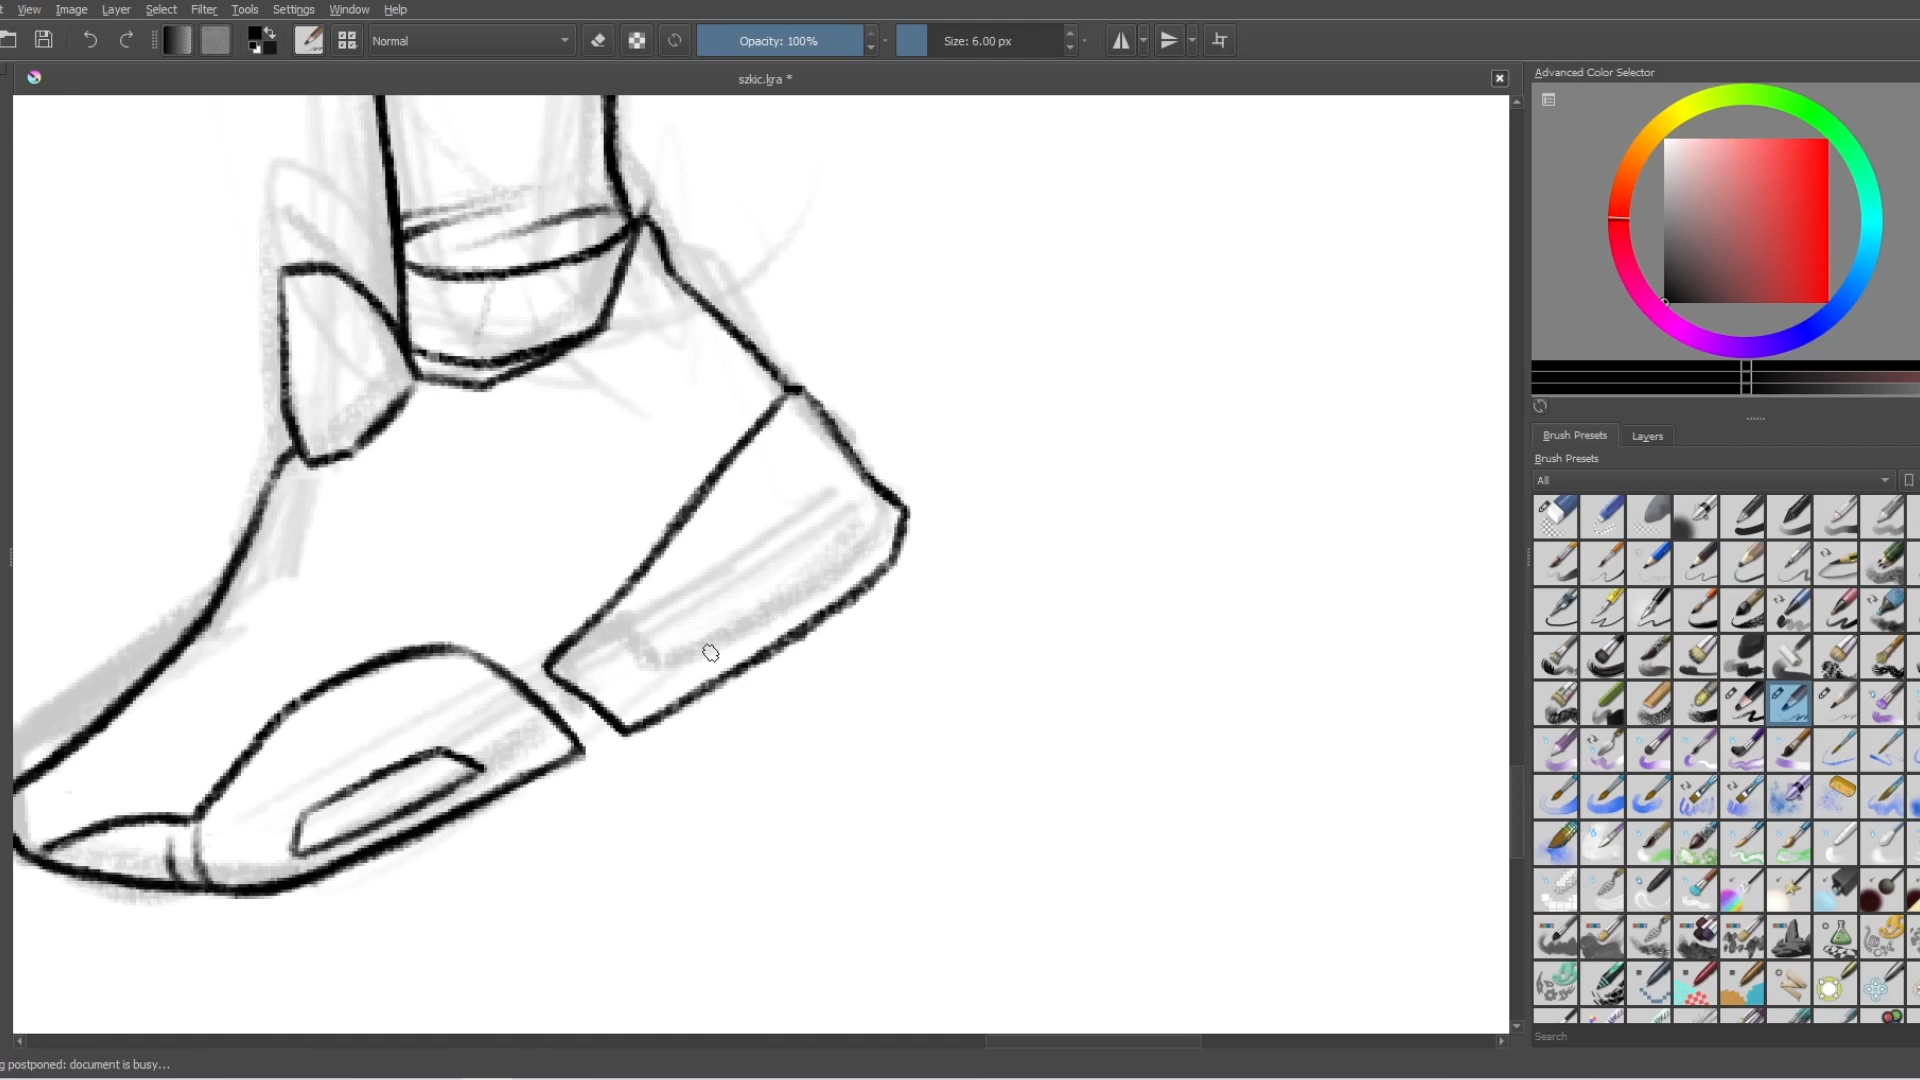 View Image Layer Select Filter Tools Settings Window Help
Normal Opacity: 100% Size: 6.00 px
szkic.kra *
Advanced Color Selector
Brush Presets Layers
Brush Presets
All
Search
g postponed: document is busy...